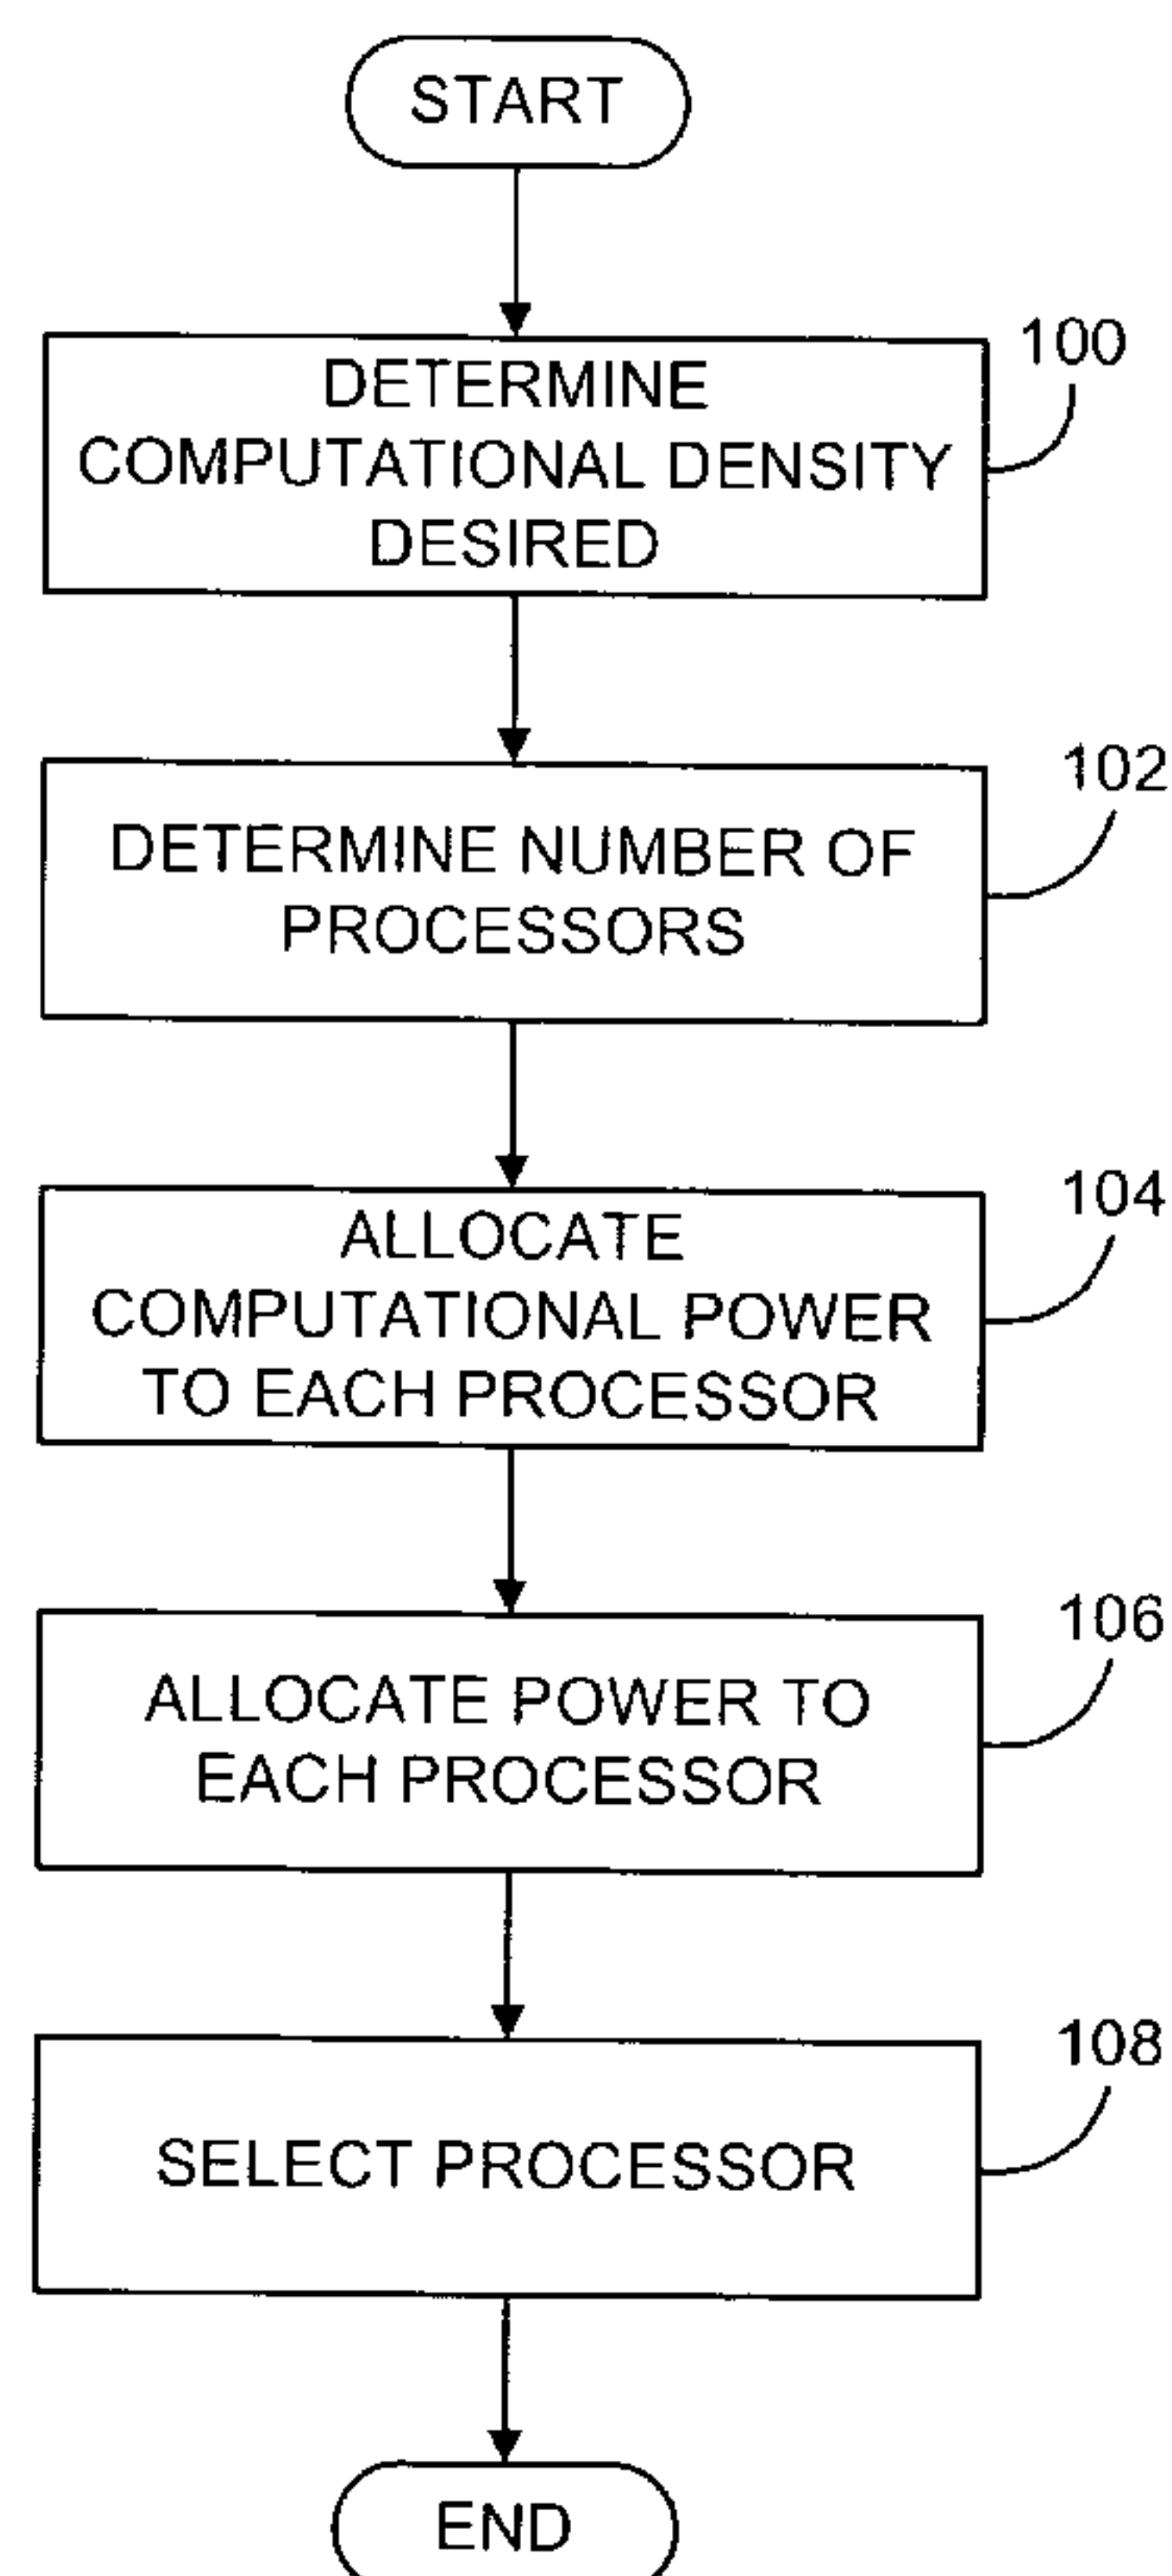 START
100
DETERMINE
COMPUTATIONAL DENSITY
DESIRED
102
DETERMINE NUMBER OF
PROCESSORS
104
ALLOCATE
COMPUTATIONAL POWER
TO EACH PROCESSOR
106
ALLOCATE POWER TO
EACH PROCESSOR
108
SELECT PROCESSOR
END